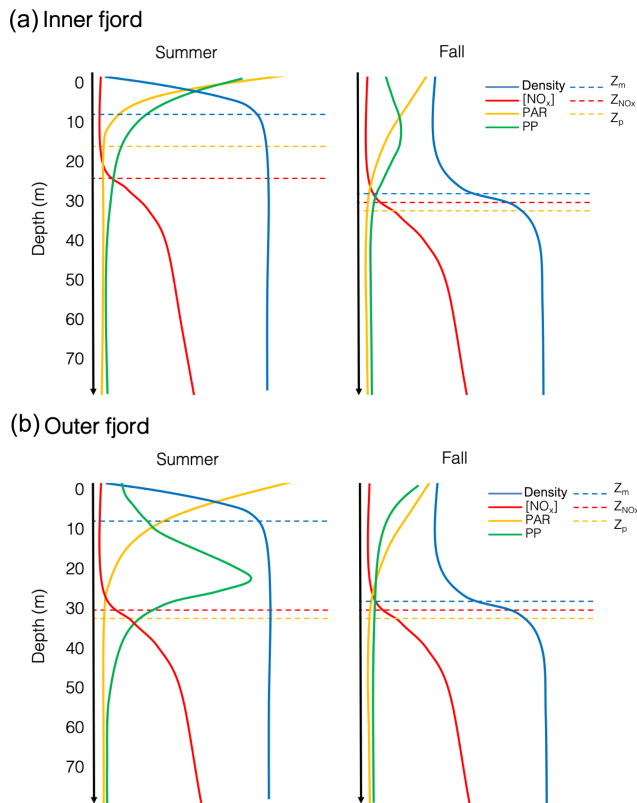 (a) Inner fjord
Summer
Fall
Depth (m)
0
10
20
30
40
50
60
70
Density
[NOₓ]
PAR
PP
Zₘ
Z_NOx
Zₚ
(b) Outer fjord
Summer
Fall
Depth (m)
0
10
20
30
40
50
60
70
Density
[NOₓ]
PAR
PP
Zₘ
Z_NOx
Zₚ